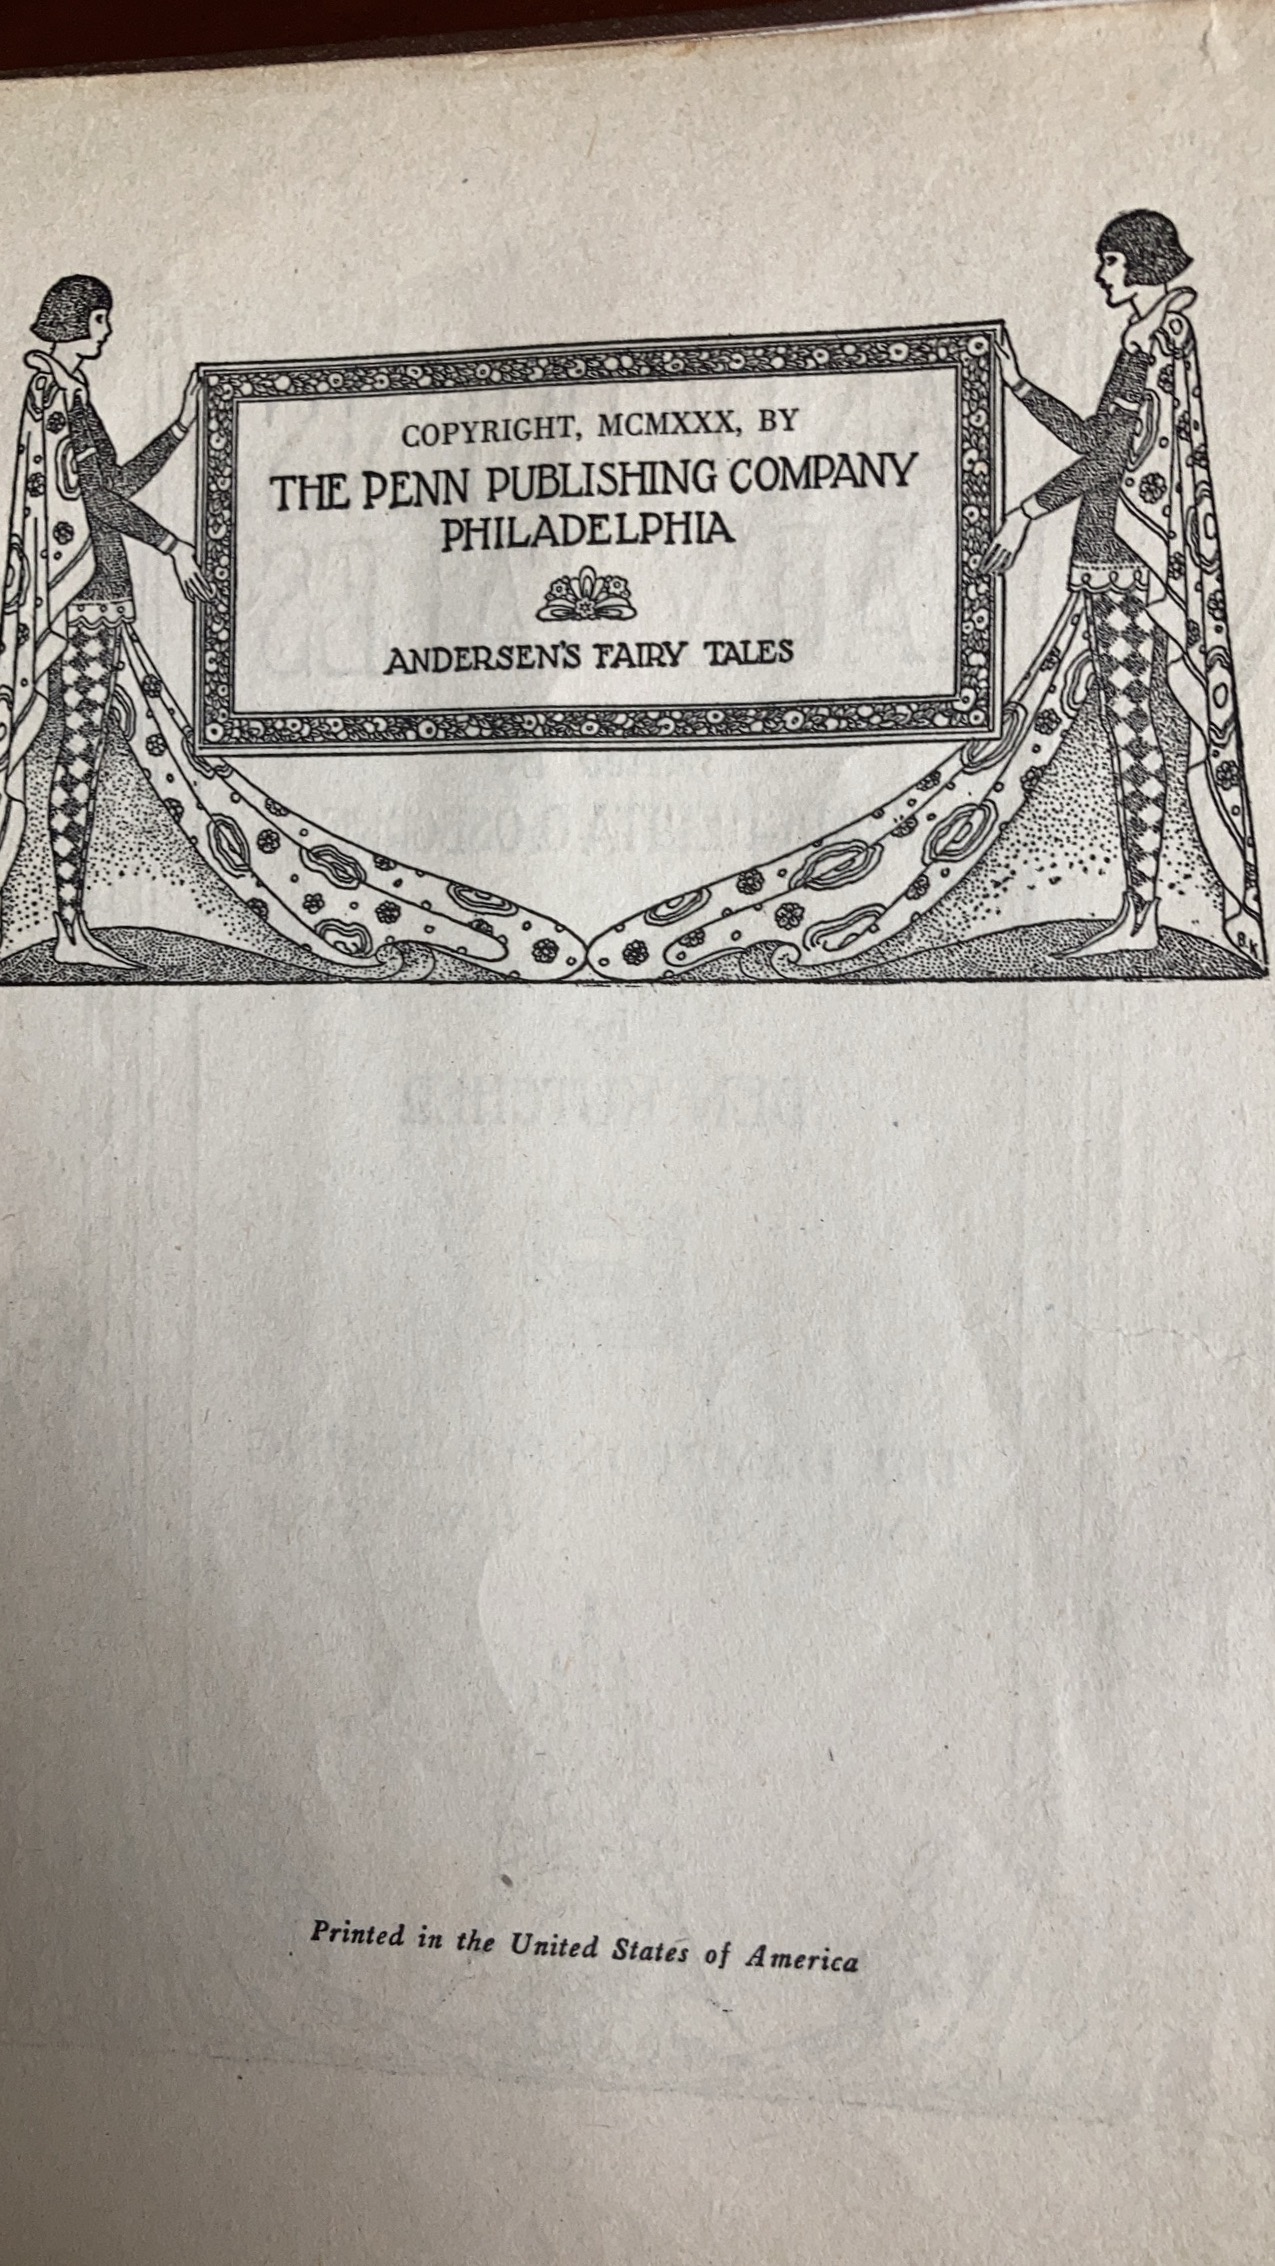 COPYRIGHT, MCMXXX, BY
THE PENN PUBLISHING COMPANY
PHILADELPHIA
ANDERSEN'S FAIRY TALES
B.K
Printed in the United States of America